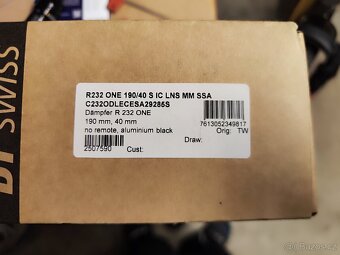 DT SWISS
R232 ONE 190/40 S IC LNS MM SSA
C232ODLECESA29285S
Dämpfer R 232 ONE
190 mm, 40 mm
no remote, aluminium black
7613052349817
Orig: TW
Draw:
2507590
Cust: